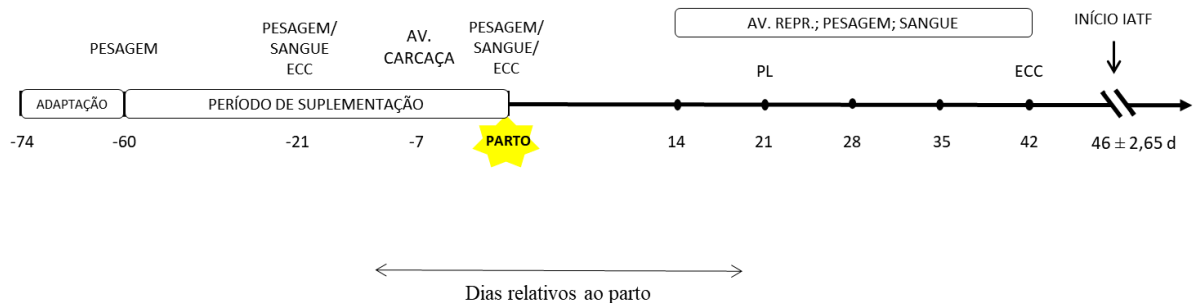 AV. REPR.; PESAGEM; SANGUE
INÍCIO IATF
PESAGEM
PESAGEM/
SANGUE
ECC
AV.
CARCAÇA
PESAGEM/
SANGUE/
ECC
PL
ECC
ADAPTAÇÃO
PERÍODO DE SUPLEMENTAÇÃO
-74
-60
-21
-7
PARTO
14
21
28
35
42
46 ± 2,65 d
Dias relativos ao parto